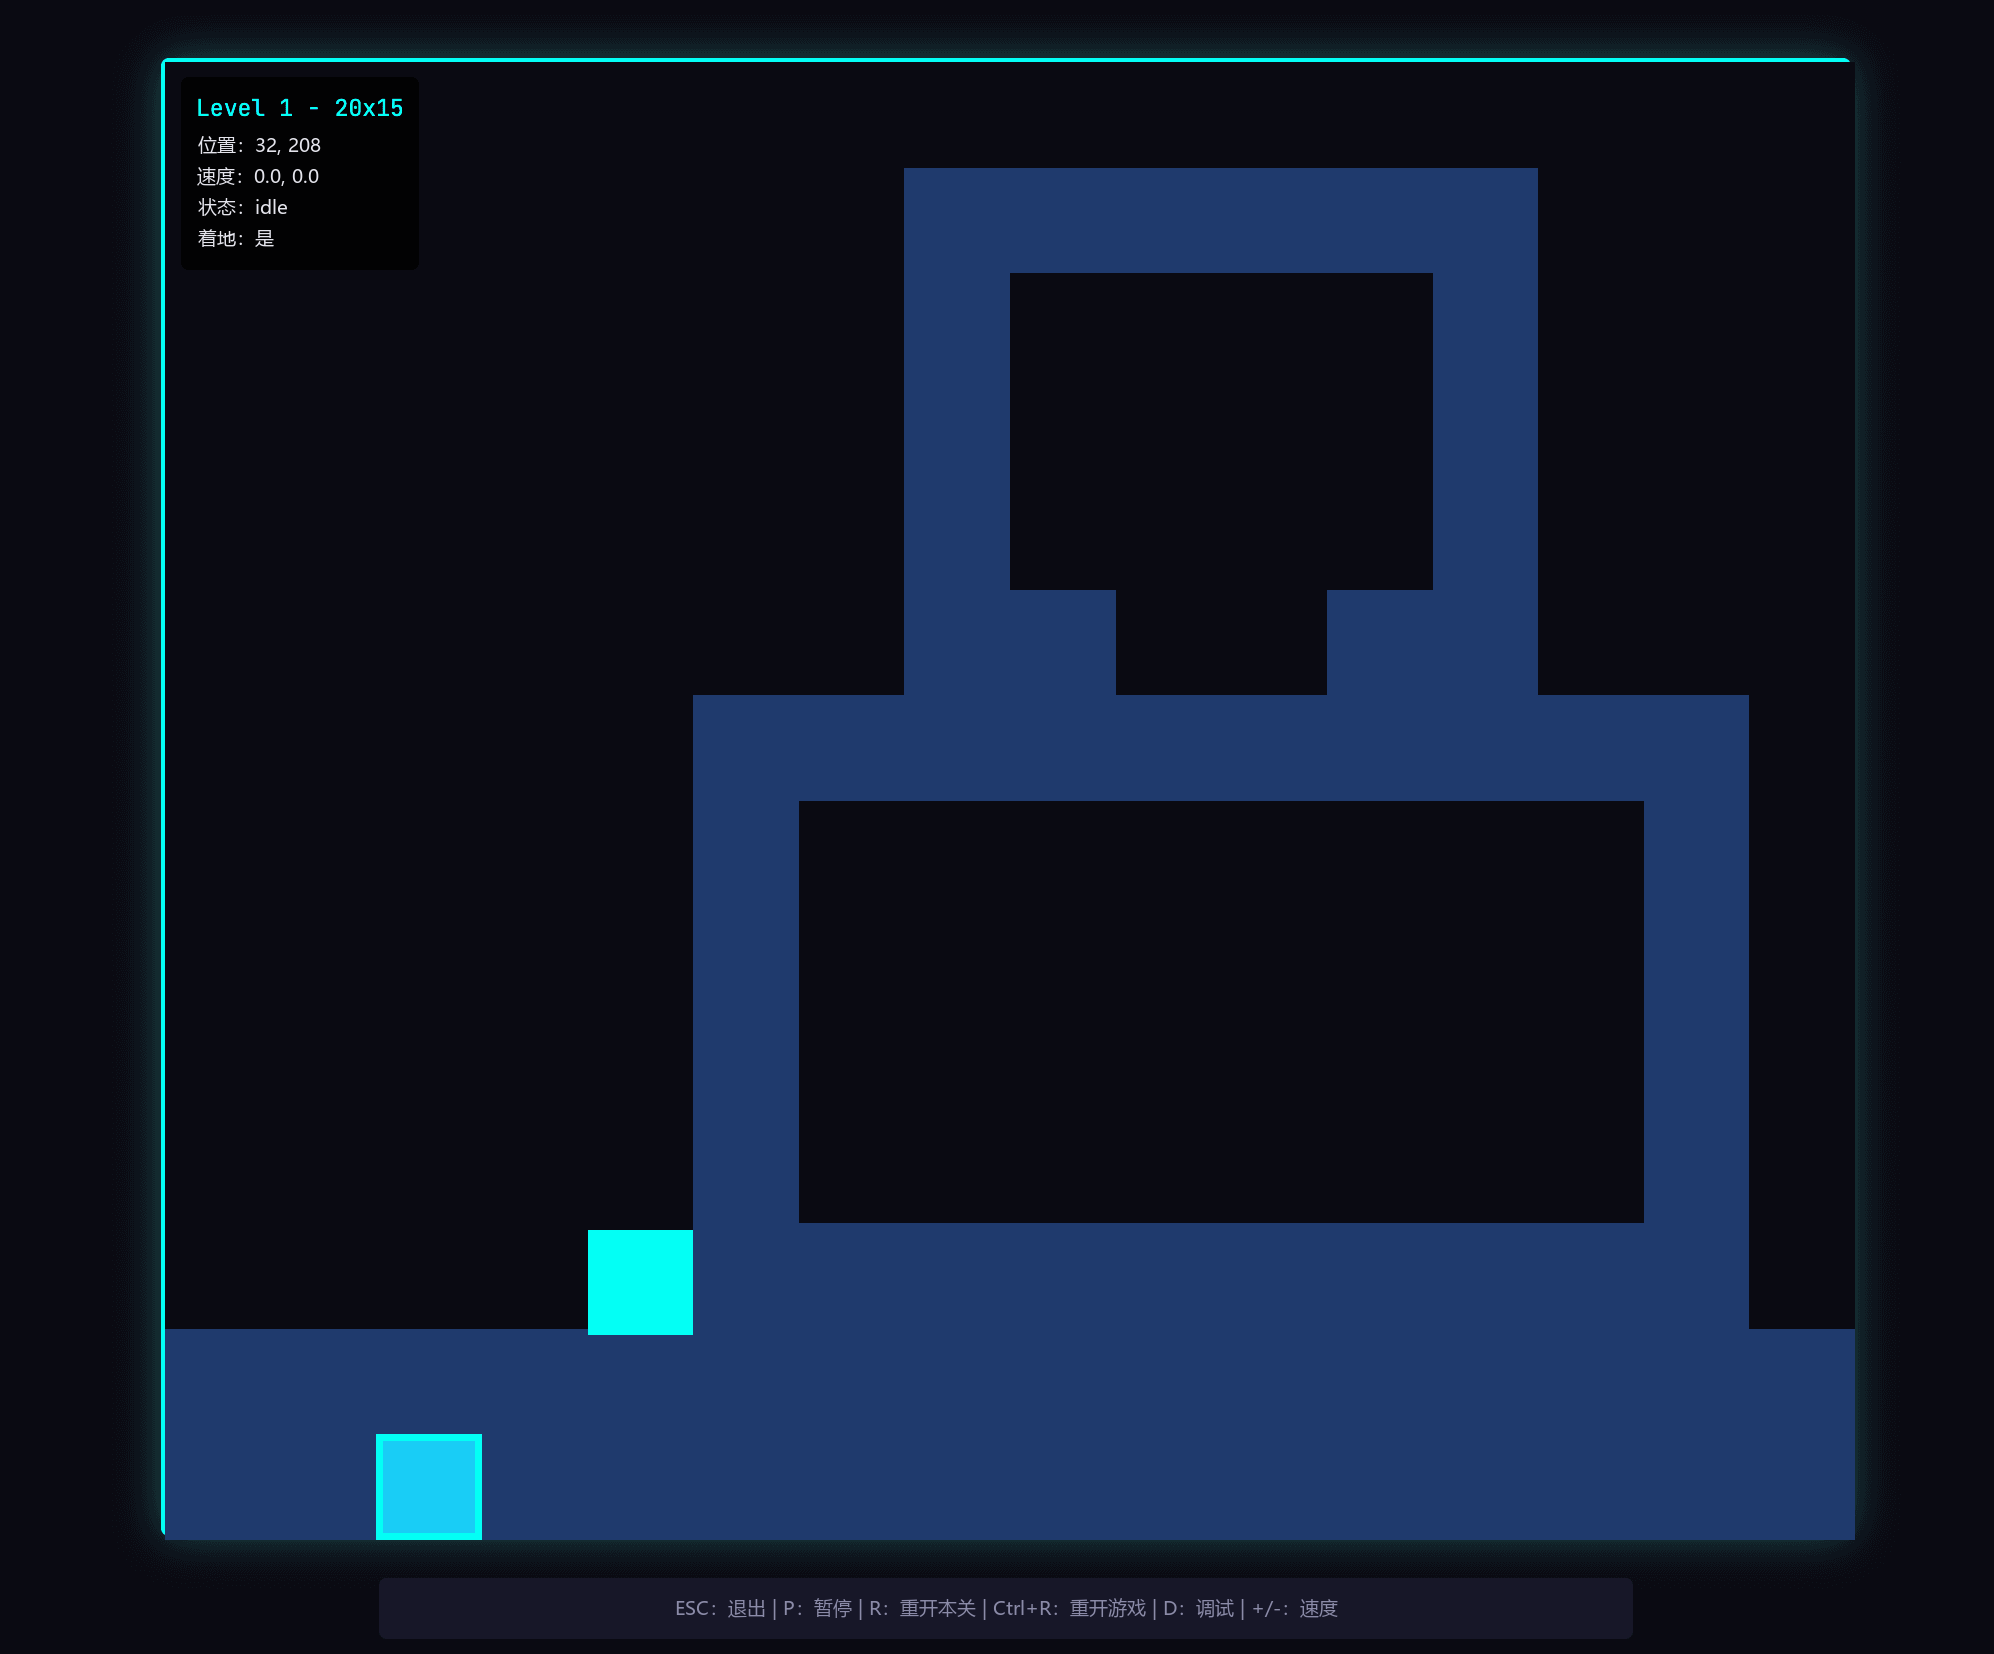 Level 1 - 20x15
位置：32, 208
速度：0.0, 0.0
状态：idle
着地：是
ESC：退出 | P：暂停 | R：重开本关 | Ctrl+R：重开游戏 | D：调试 | +/-：速度